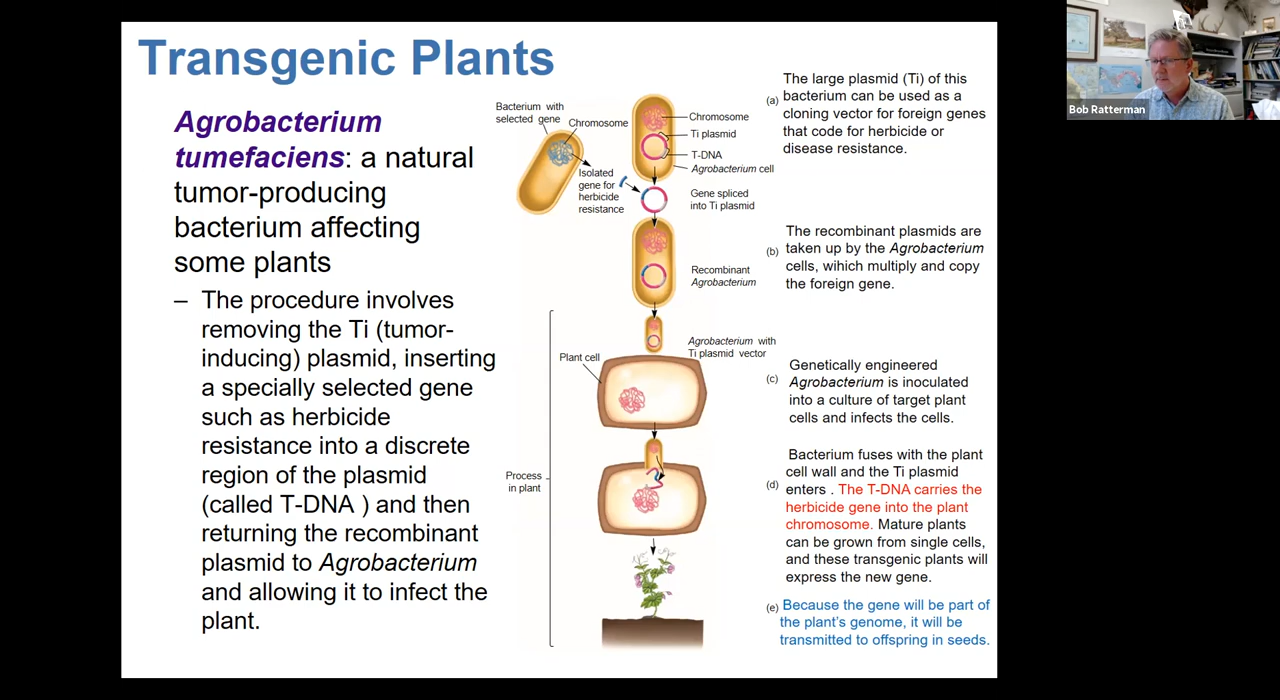 Transgenic Plants
Agrobacterium
tumefaciens: a natural
tumor-producing
bacterium affecting
some plants
– The procedure involves
removing the Ti (tumor-
inducing) plasmid, inserting
a specially selected gene
such as herbicide
resistance into a discrete
region of the plasmid
(called T-DNA ) and then
returning the recombinant
plasmid to Agrobacterium
and allowing it to infect the
plant.
Bacterium with
selected gene
Chromosome
Isolated
gene for
herbicide
resistance
Chromosome
Ti plasmid
T-DNA
Agrobacterium cell
Gene spliced
into Ti plasmid
Recombinant
Agrobacterium
Agrobacterium with
Ti plasmid vector
Plant cell
Process
in plant
(a) The large plasmid (Ti) of this
bacterium can be used as a
cloning vector for foreign genes
that code for herbicide or
disease resistance.
(b) The recombinant plasmids are
taken up by the Agrobacterium
cells, wihich multiply and copy
the foreign gene.
(c) Genetically engineered
Agrobacterium is inoculated
into a culture of target plant
cells and infects the cells.
(d) Bacterium fuses with the plant
cell wall and the Ti plasmid
enters . The T-DNA carries the
herbicide gene into the plant
chromosome. Mature plants
can be grown from single cells,
and these transgenic plants will
express the new gene.
(e) Because the gene will be part of
the plant's genome, it will be
transmitted to offspring in seeds.
Bob Ratterman